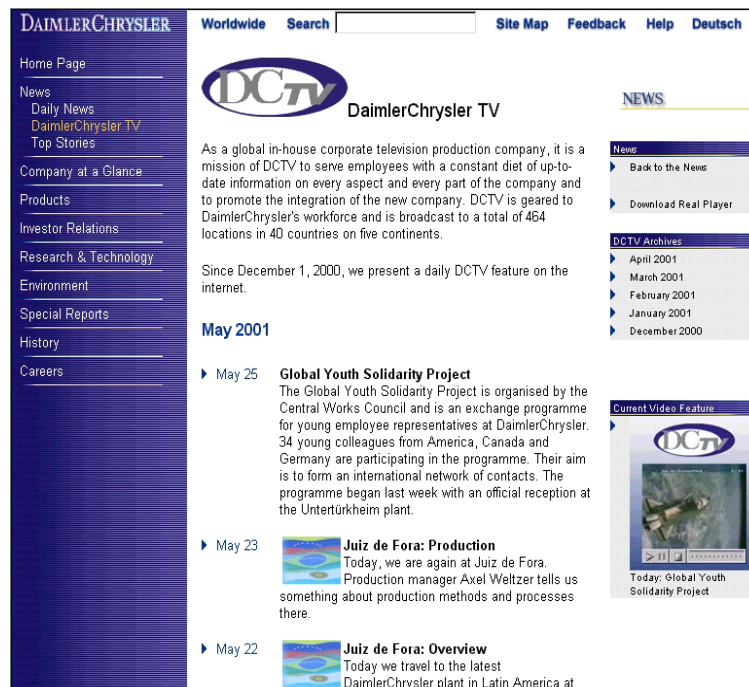 DAIMLERCHRYSLER
Worldwide Search Site Map Feedback Help Deutsch
Home Page
News
Daily News
DaimlerChrysler TV
Top Stories
Company at a Glance
Products
Investor Relations
Research & Technology
Environment
Special Reports
History
Careers
DCTV
DaimlerChrysler TV
As a global in-house corporate television production company, it is a
mission of DCTV to serve employees with a constant diet of up-to-
date information on every aspect and every part of the company and
to promote the integration of the new company. DCTV is geared to
DaimlerChrysler's workforce and is broadcast to a total of 464
locations in 40 countries on five continents.
Since December 1, 2000, we present a daily DCTV feature on the
internet.
May 2001
May 25
Global Youth Solidarity Project
The Global Youth Solidarity Project is organised by the
Central Works Council and is an exchange programme
for young employee representatives at DaimlerChrysler.
34 young colleagues from America, Canada and
Germany are participating in the programme. Their aim
is to form an international network of contacts. The
programme began last week with an official reception at
the Untertürkheim plant.
May 23
Juiz de Fora: Production
Today, we are again at Juiz de Fora.
Production manager Axel Weltzer tells us
something about production methods and processes
there.
May 22
Juiz de Fora: Overview
Today we travel to the latest
DaimlerChrysler plant in Latin America at
NEWS
News
Back to the News
Download Real Player
DCTV Archives
April 2001
March 2001
February 2001
January 2001
December 2000
Current Video Feature
DCTV
Today: Global Youth
Solidarity Project